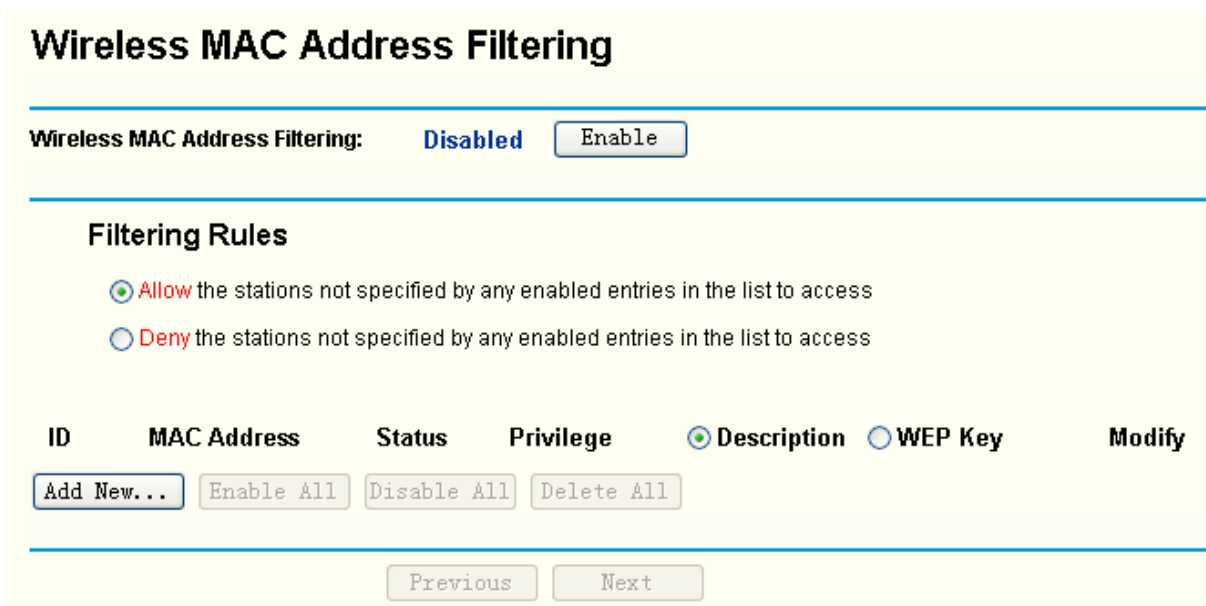 Wireless MAC Address Filtering
Wireless MAC Address Filtering: Disabled Enable
Filtering Rules
Allow the stations not specified by any enabled entries in the list to access
Deny the stations not specified by any enabled entries in the list to access
ID MAC Address Status Privilege Description WEP Key Modify
Add New... Enable All Disable All Delete All
Previous Next